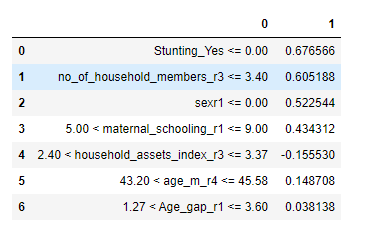 0 1
0 Stunting_Yes <= 0.00 0.676566
1 no_of_household_members_r3 <= 3.40 0.605188
2 sexr1 <= 0.00 0.522544
3 5.00 < maternal_schooling_r1 <= 9.00 0.434312
4 2.40 < household_assets_index_r3 <= 3.37 -0.155530
5 43.20 < age_m_r4 <= 45.58 0.148708
6 1.27 < Age_gap_r1 <= 3.60 0.038138